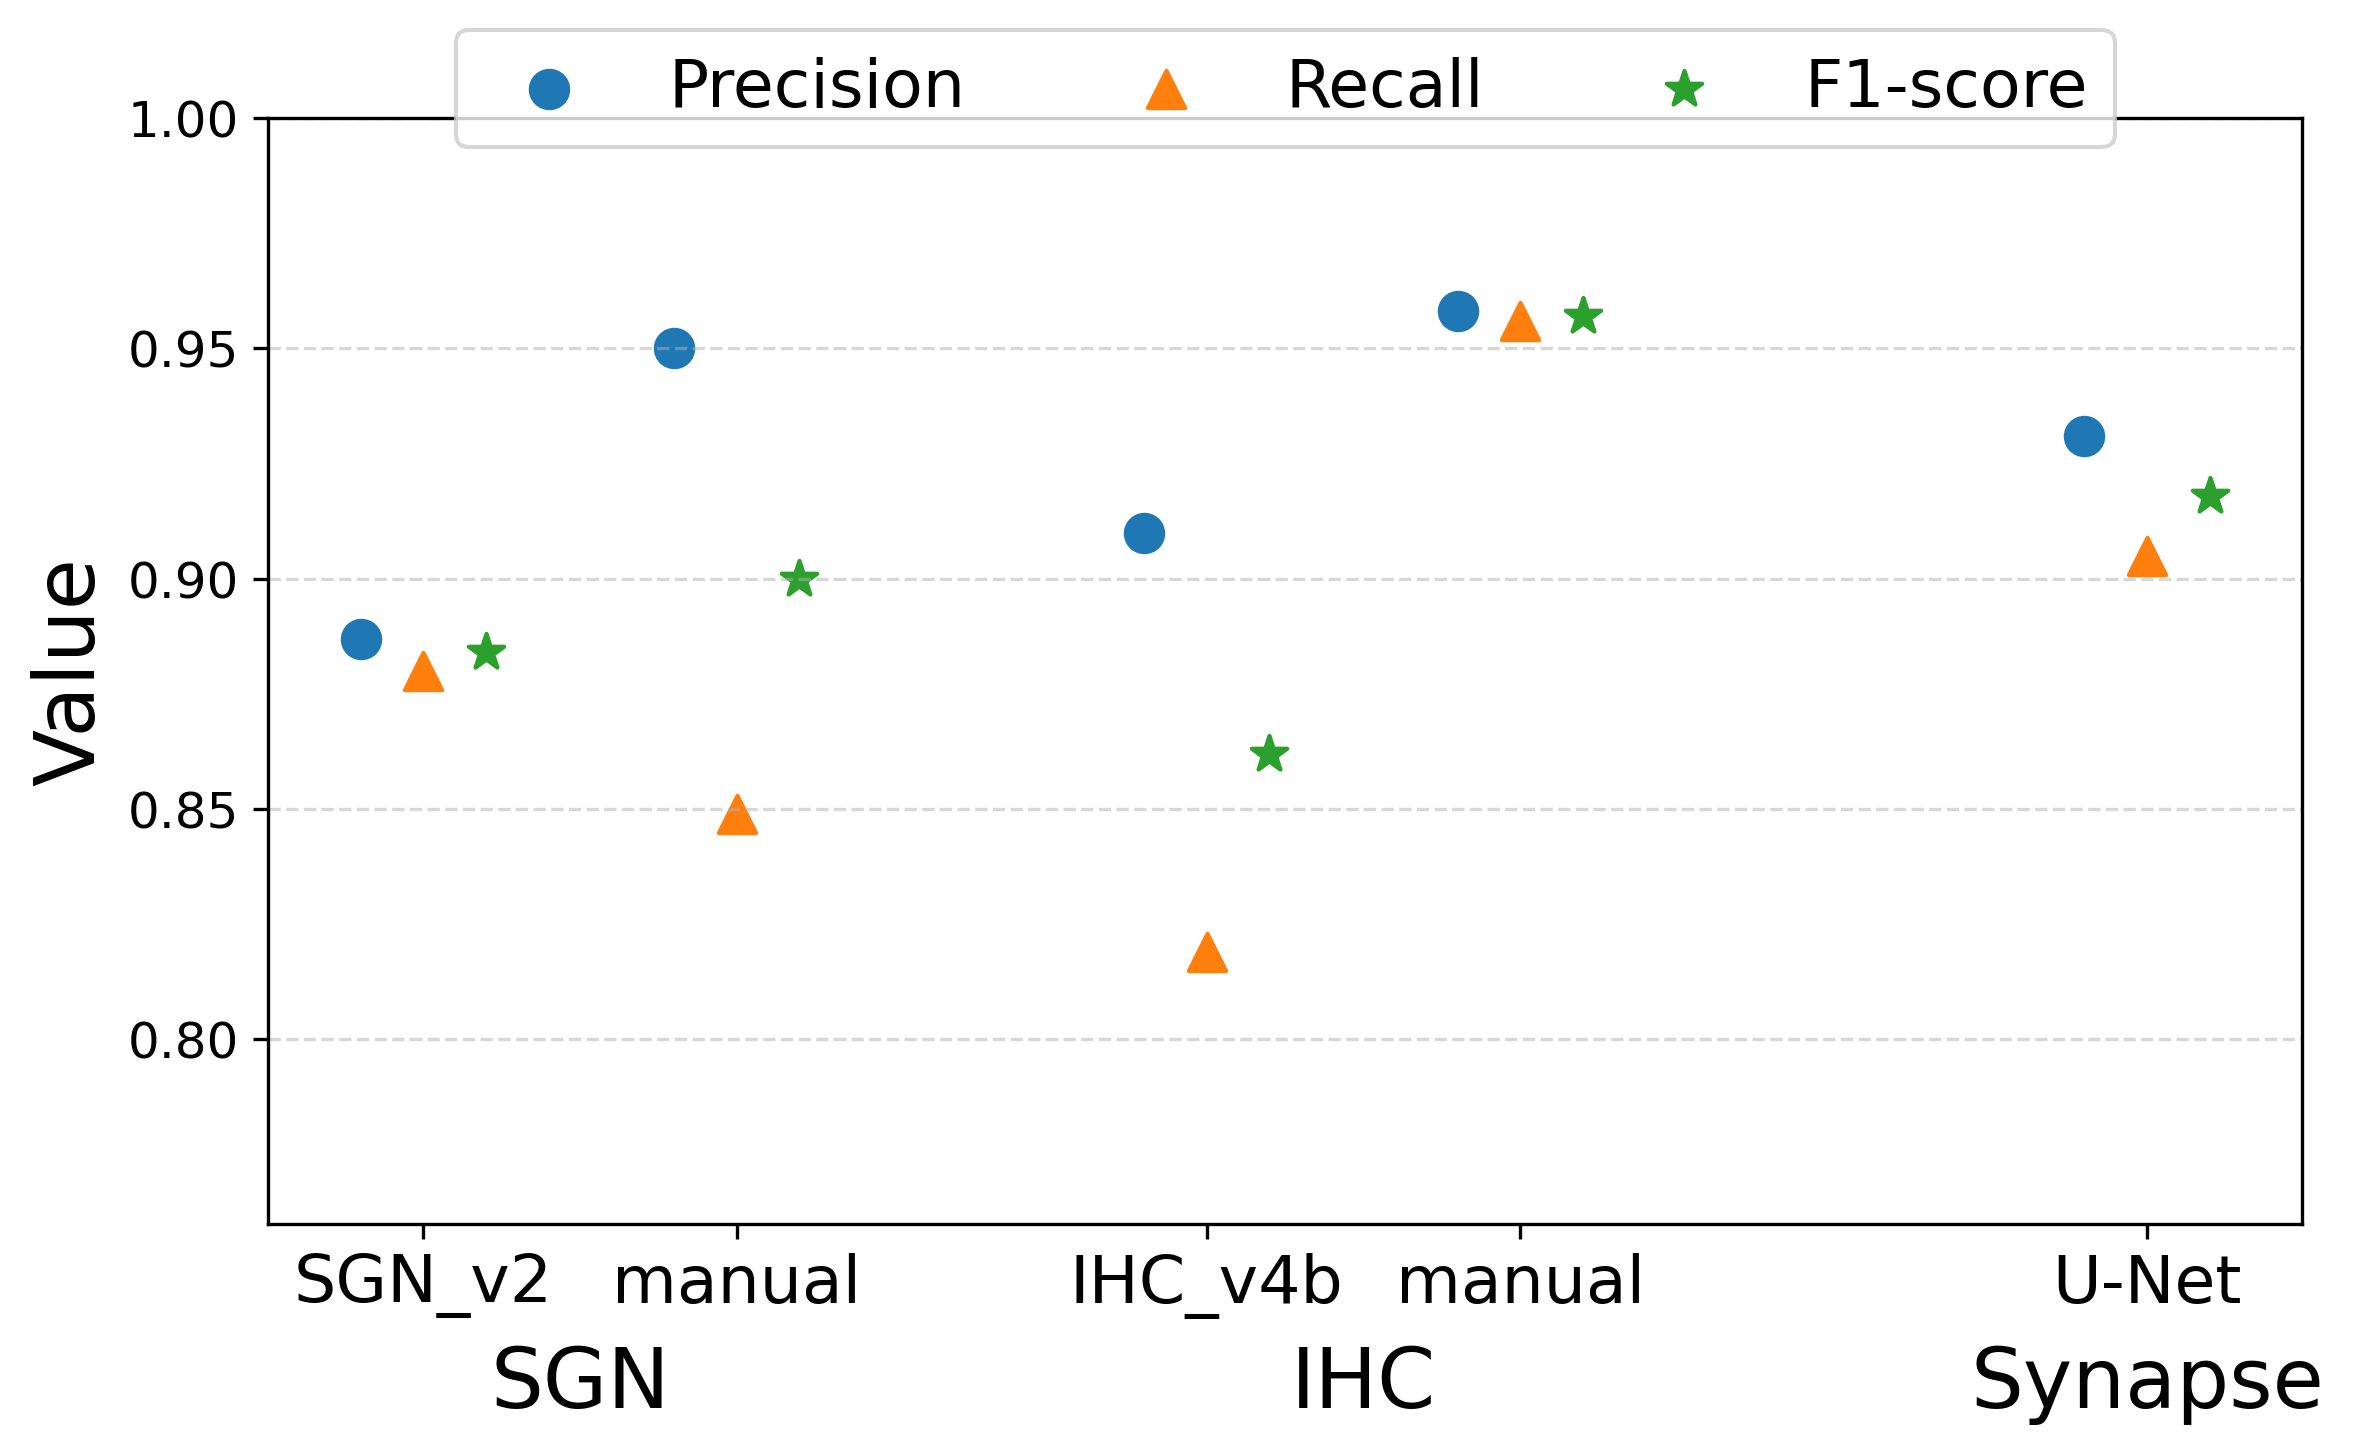 Precision Recall F1-score
1.00
0.95
0.90
0.85
0.80
Value
SGN_v2 manual IHC_v4b manual U-Net
SGN IHC Synapse